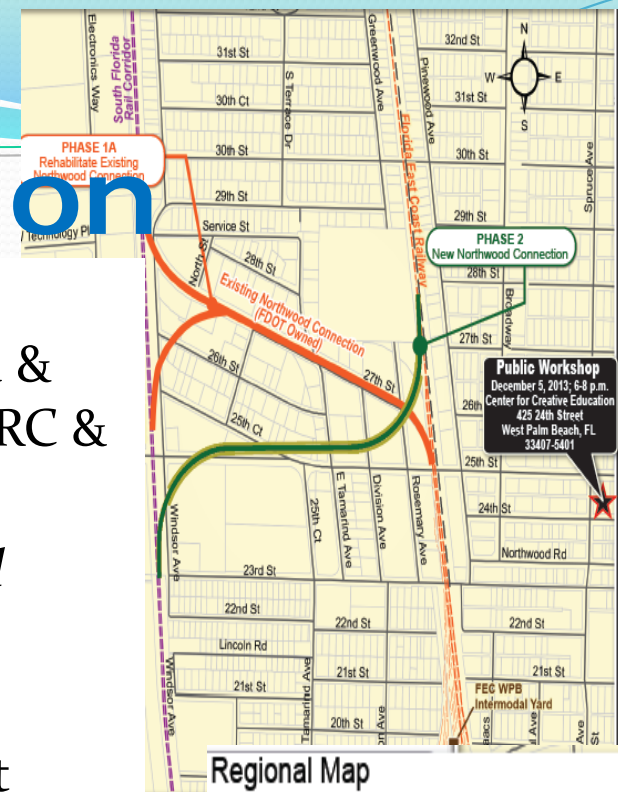 Electronics Way
South Florida
Rail Corridor
31st St
30th Ct
S Terrace Dr
30th St
29th St
Greenwood Ave
Pinewood Ave
Florida East Coast Railway
32nd St
N
W
E
S
31st St
30th St
Spruce Ave
29th St
PHASE 1A
Rehabilitate Existing
Northwood Connection
on
Technology Pl
Service St
North St
28th St
Existing Northwood Connection
(FDOT Owned)
27th St
26th St
25th Ct
PHASE 2
New Northwood Connection
28th St
Broadway
27th St
26th
Public Workshop
December 5, 2013; 6-8 p.m.
Center for Creative Education
425 24th Street
West Palm Beach, FL
33407-5401
25th St
24th St
Northwood Rd
&
RC &
Windsor Ave
25th Ct
E Tamarind Ave
Division Ave
Rosemary Ave
23rd St
22nd St
22nd St
22nd St
Lincoln Rd
21st St
21st St
21st St
20th St
Windsor Ave
Tamarind Ave
on Ave
FEC WPB
Intermodal Yard
aacs
Ave
Ave
St
t
Regional Map